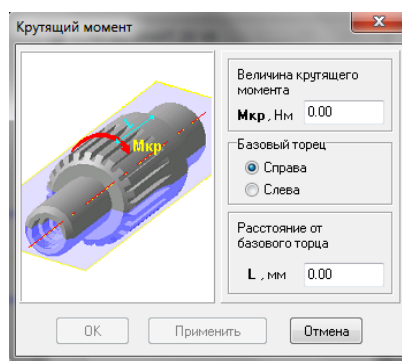 Крутящий момент
Мкр
Величина крутящего
момента
Мкр , Нм 0.00
Базовый торец
Справа
Слева
Расстояние от
базового торца
L , мм 0.00
OK Применить Отмена